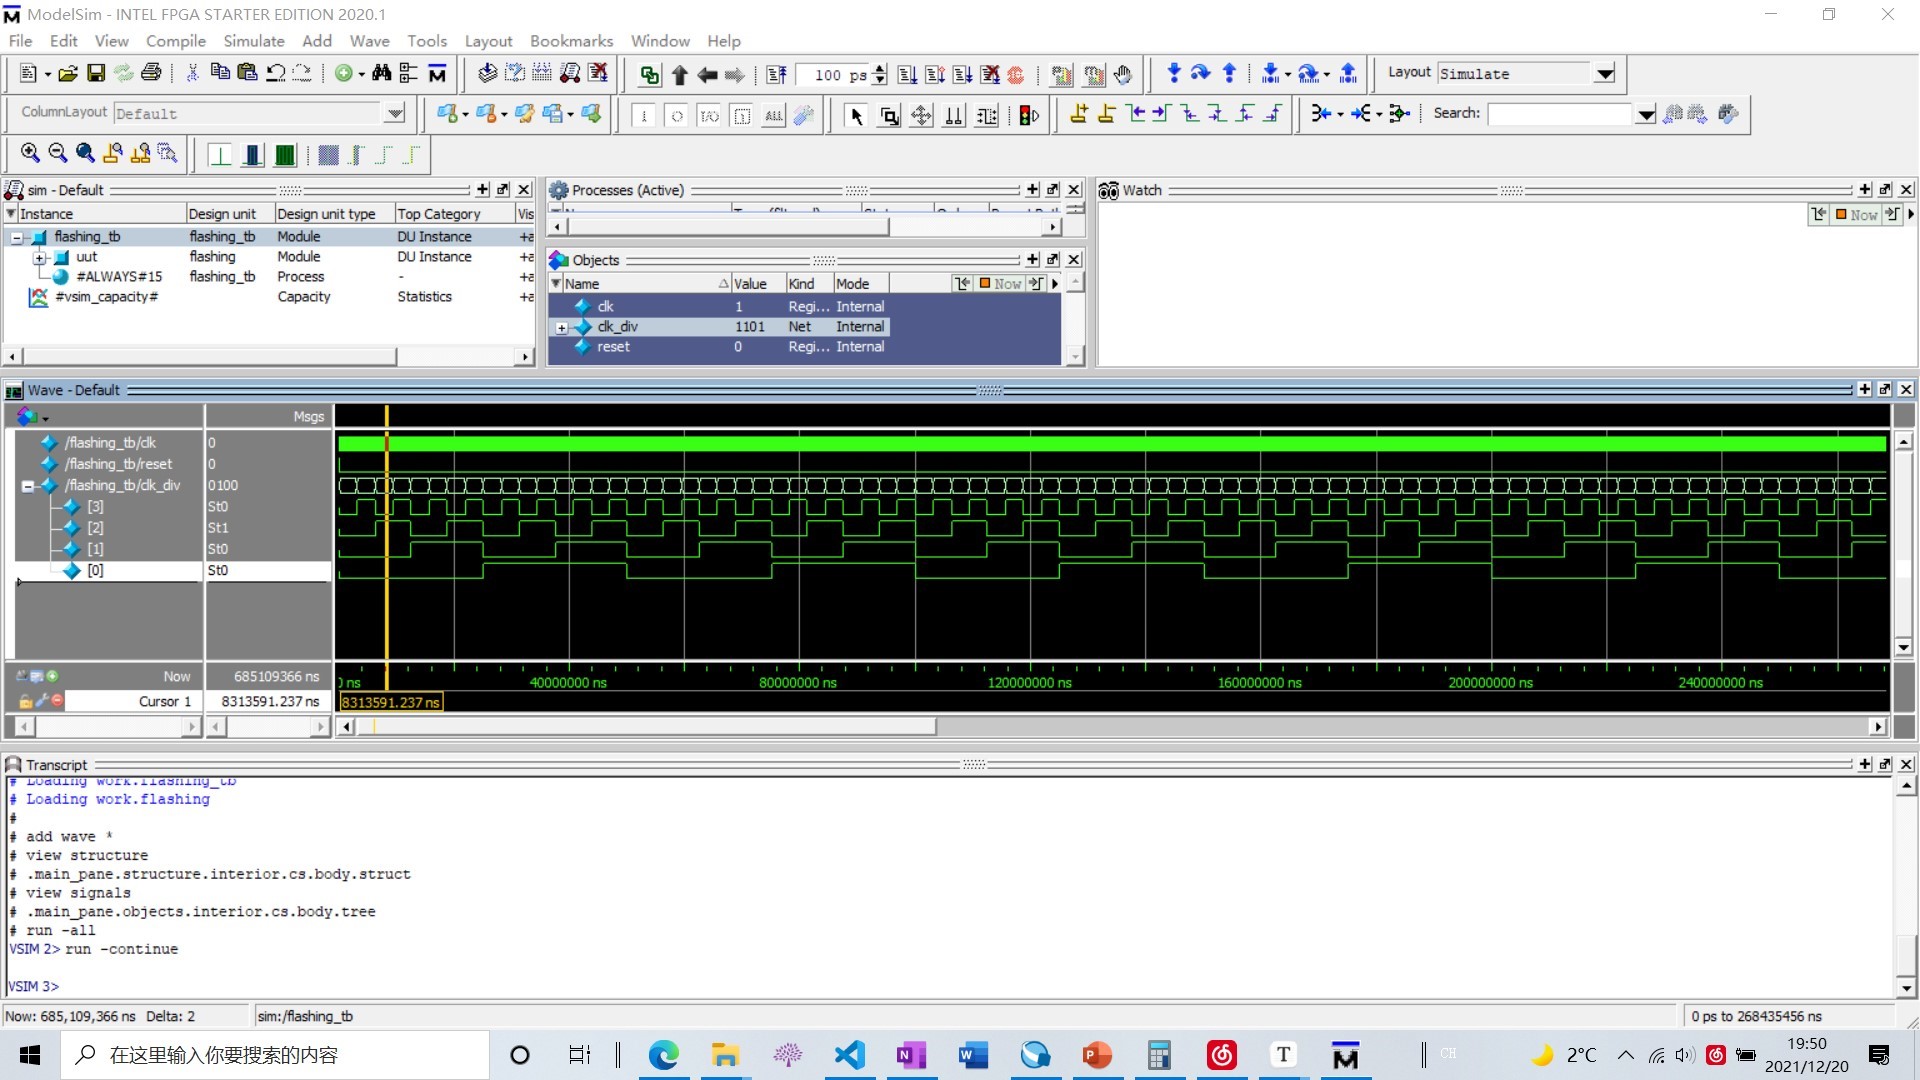 ModelSim - INTEL FPGA STARTER EDITION 2020.1
File Edit View Compile Simulate Add Wave Tools Layout Bookmarks Window Help
100 ps
Layout Simulate
ColumnLayout Default
Search:
sim - Default
Instance Design unit Design unit type Top Category Vis
flashing_tb flashing_tb Module DU Instance +a
uut flashing Module DU Instance +a
#ALWAYS#15 flashing_tb Process - +a
#vsim_capacity# Capacity Statistics +a
Processes (Active)
Objects
Name Value Kind Mode Now
clk 1 Regi... Internal
clk_div 1101 Net Internal
reset 0 Regi... Internal
Watch
Now
Wave - Default
Msgs
/flashing_tb/clk 0
/flashing_tb/reset 0
/flashing_tb/clk_div 0100
[3] St0
[2] St1
[1] St0
[0] St0
Now 685109366 ns
40000000 ns 80000000 ns 120000000 ns 160000000 ns 200000000 ns 240000000 ns
Cursor 1 8313591.237 ns 8313591.237 ns
Transcript
# Loading work.flashing_tb
# Loading work.flashing
#
# add wave *
# view structure
# .main_pane.structure.interior.cs.body.struct
# view signals
# .main_pane.objects.interior.cs.body.tree
# run -all
VSIM 2> run -continue
VSIM 3>
Now: 685,109,366 ns Delta: 2 sim:/flashing_tb 0 ps to 268435456 ns
在这里输入你要搜索的内容
CH
2°C
19:50
2021/12/20